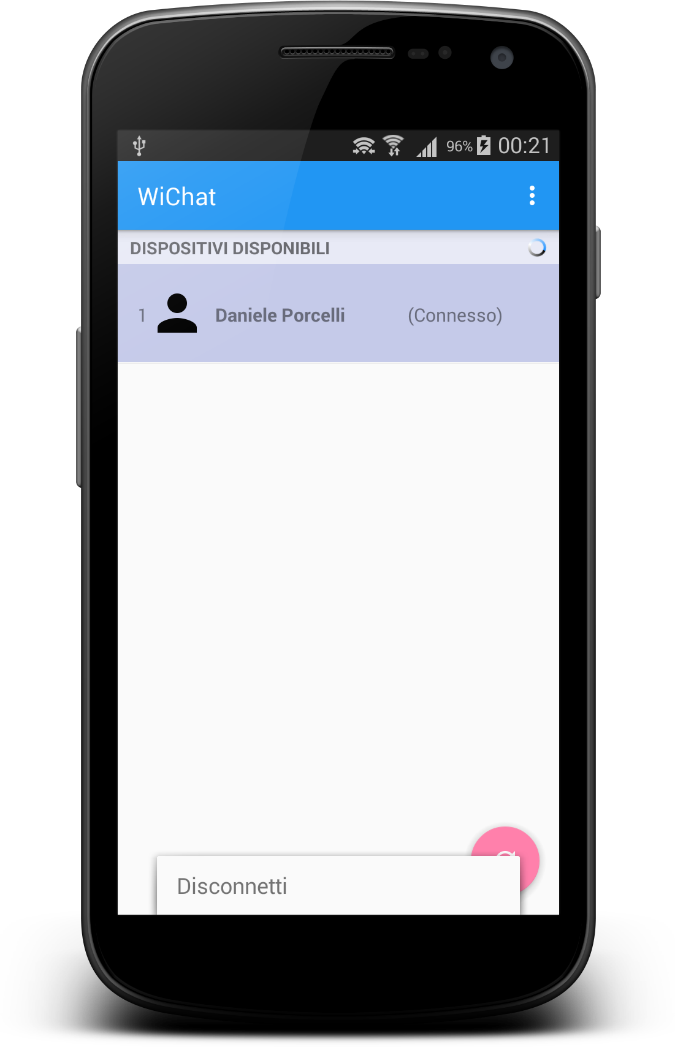 96% 00:21
WiChat
DISPOSITIVI DISPONIBILI
1 Daniele Porcelli (Connesso)
Disconnetti